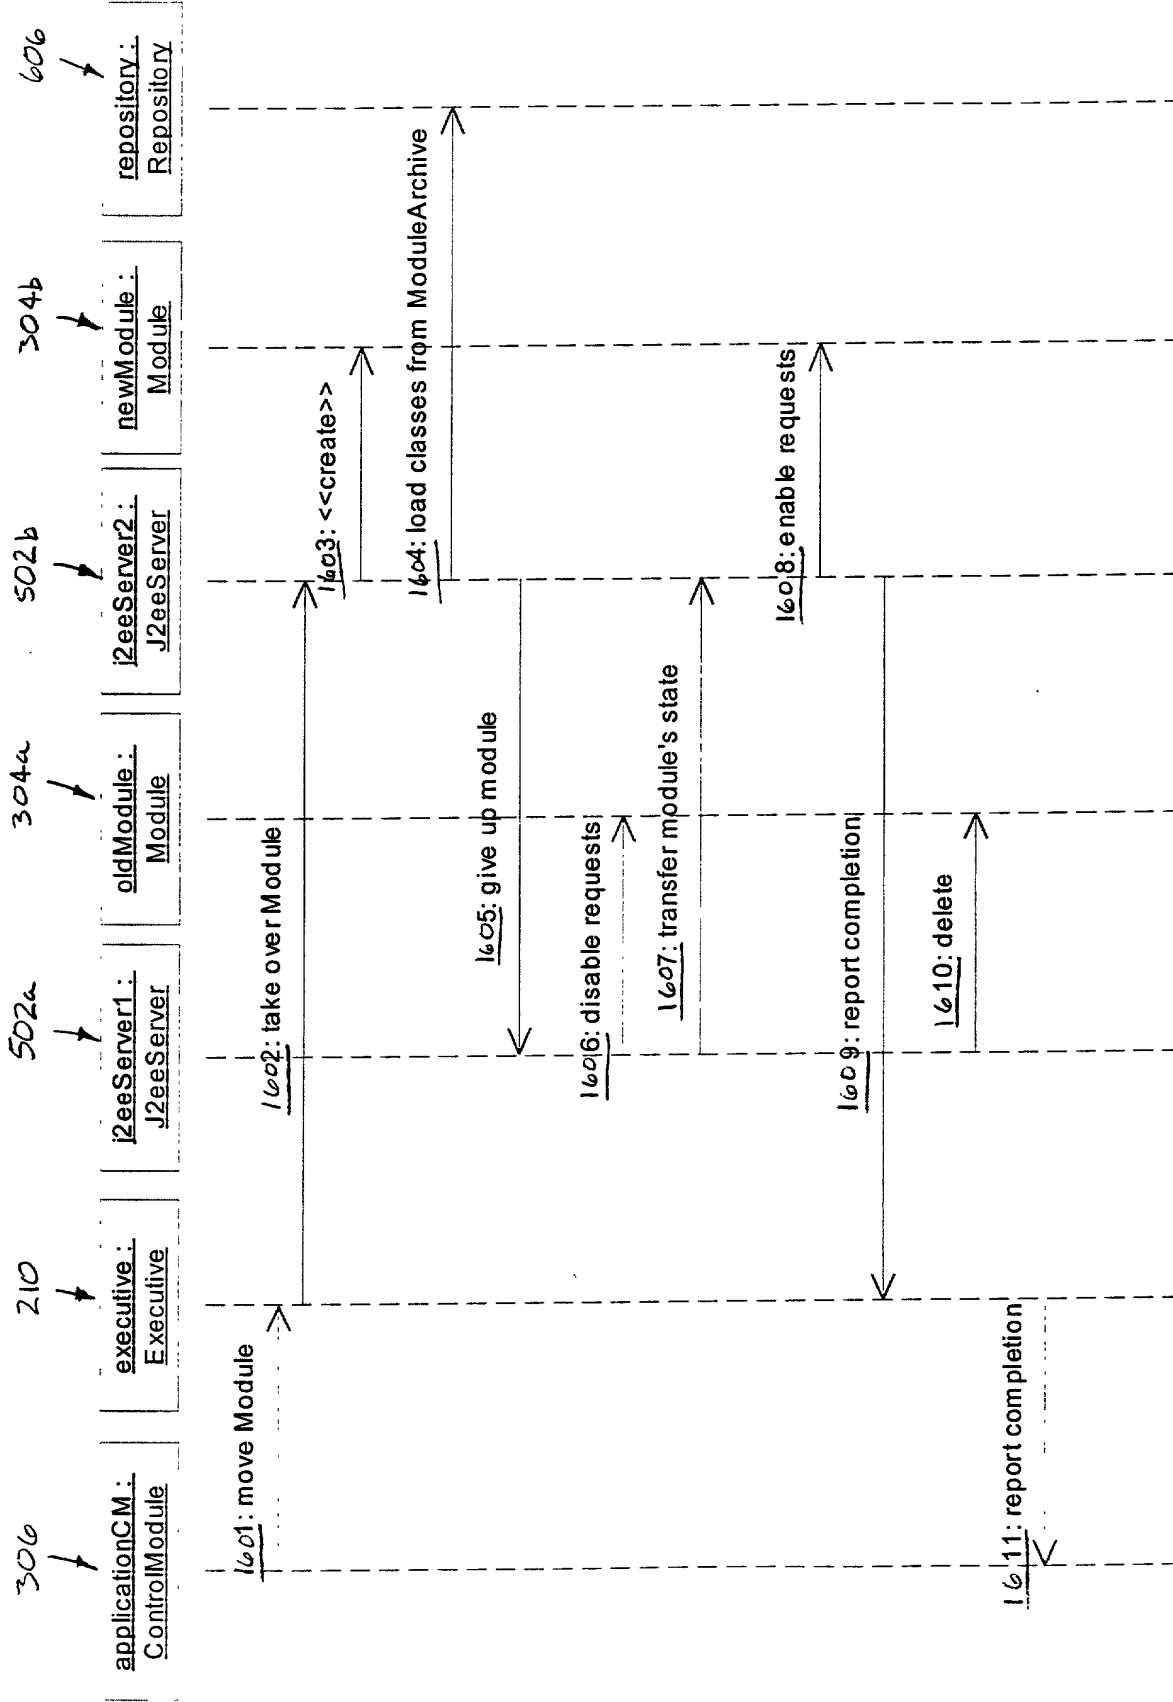 306
210
502a
304a
502b
304b
606
applicationCM :
ControlModule
executive :
Executive
j2eeServer1 :
J2eeServer
oldModule :
Module
j2eeServer2 :
J2eeServer
newModule :
Module
repository :
Repository
1601: move Module
1602: take over Module
1603: <<create>>
1604: load classes from ModuleArchive
1605: give up module
1606: disable requests
1607: transfer module's state
1608: enable requests
1609: report completion
1610: delete
1611: report completion